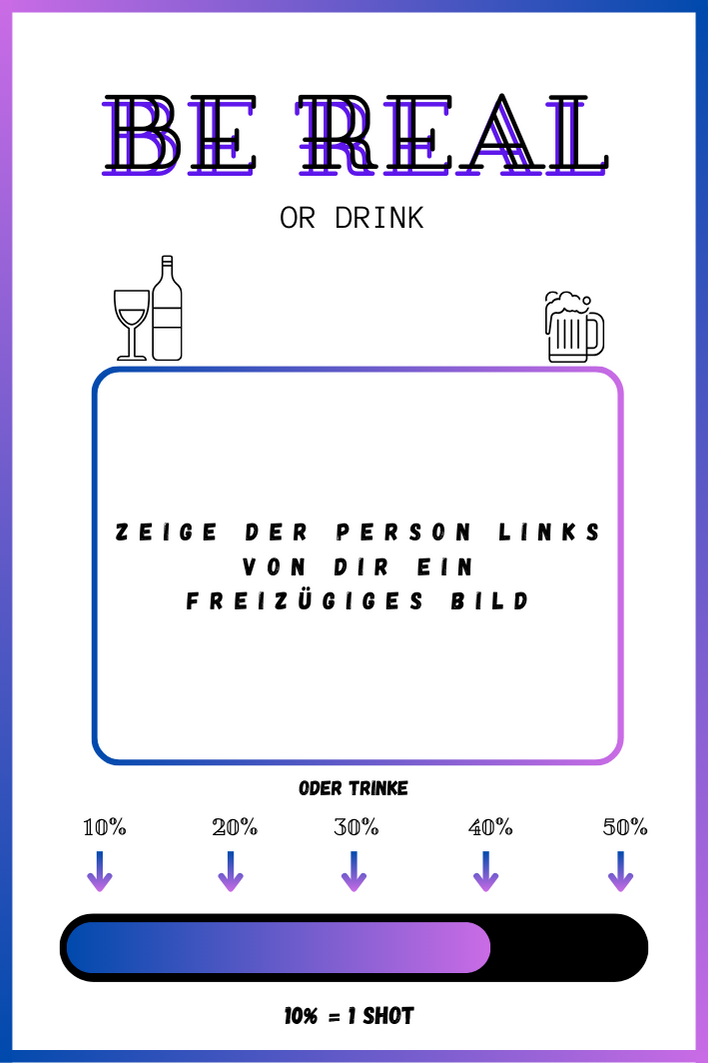 BE REAL
OR DRINK
ZEIGE DER PERSON LINKS
VON DIR EIN
FREIZÜGIGES BILD
ODER TRINKE
10% 20% 30% 40% 50%
10% = 1 SHOT